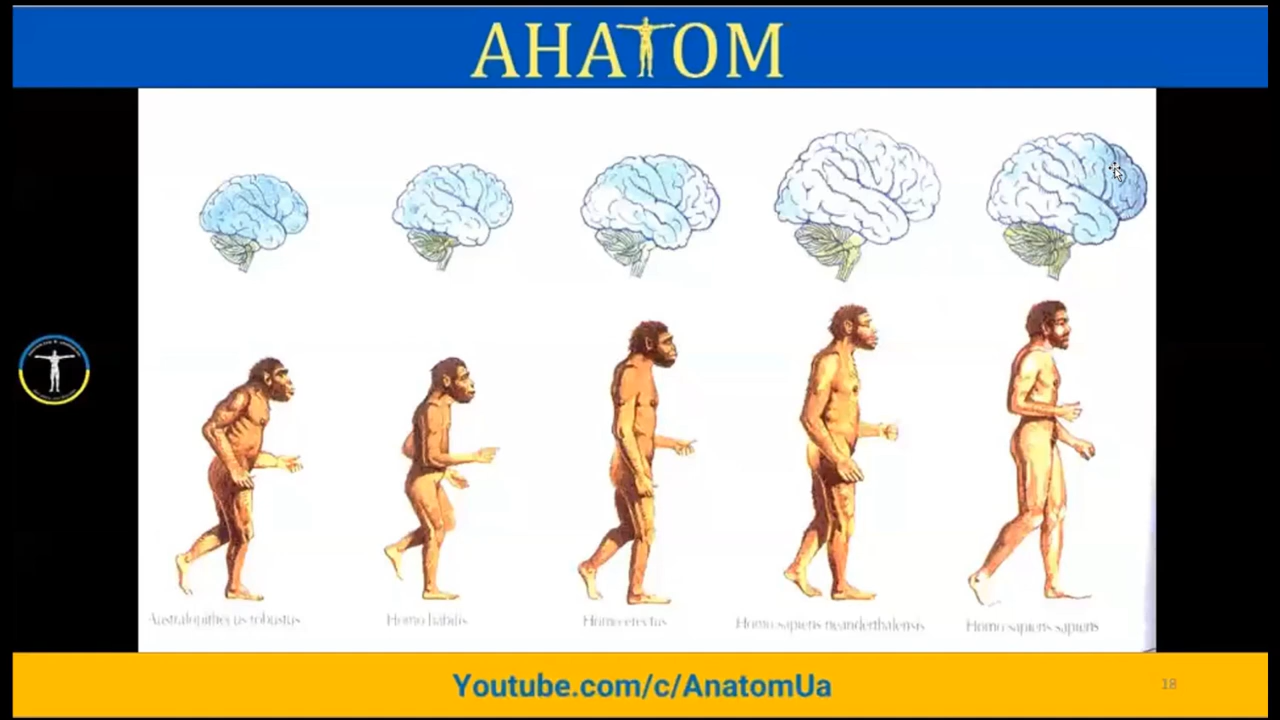 АНАТОМ
Australopithecus robustus
Homo habilis
Homo erectus
Homo sapiens neanderthalensis
Homo sapiens sapiens
Youtube.com/c/AnatomUa
18